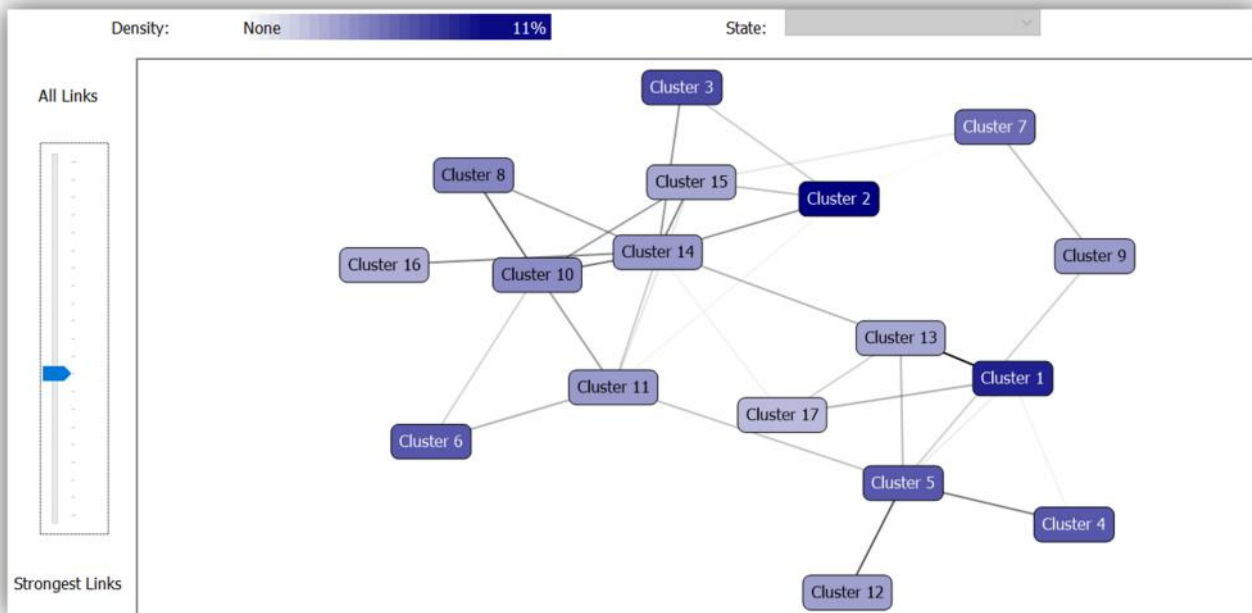 Density:
None
11%
State:
All Links
Strongest Links
Cluster 3
Cluster 7
Cluster 8
Cluster 15
Cluster 2
Cluster 14
Cluster 9
Cluster 16
Cluster 10
Cluster 13
Cluster 1
Cluster 11
Cluster 17
Cluster 6
Cluster 5
Cluster 4
Cluster 12